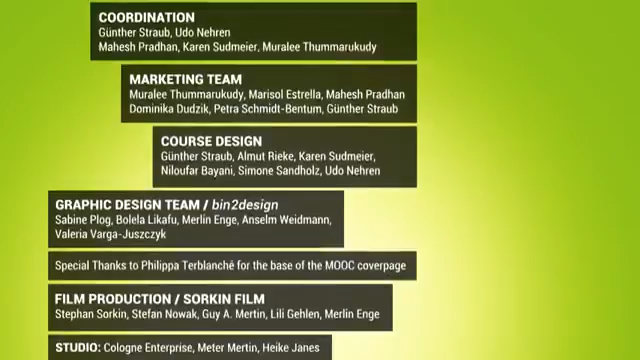 COORDINATION
Günther Straub, Udo Nehren
Mahesh Pradhan, Karen Sudmeier, Muralee Thummarukudy
MARKETING TEAM
Muralee Thummarukudy, Marisol Estrella, Mahesh Pradhan
Dominika Dudzik, Petra Schmidt-Bentum, Günther Straub
COURSE DESIGN
Günther Straub, Almut Rieke, Karen Sudmeier,
Niloufar Bayani, Simone Sandholz, Udo Nehren
GRAPHIC DESIGN TEAM / bin2design
Sabine Plog, Bolela Likafu, Merlin Enge, Anselm Weidmann,
Valeria Varga-Juszczyk
Special Thanks to Philippa Terblanché for the base of the MOOC coverpage
FILM PRODUCTION / SORKIN FILM
Stephan Sorkin, Stefan Nowak, Guy A. Mertin, Lili Gehlen, Merlin Enge
STUDIO: Cologne Enterprise, Meter Mertin, Heike Janes